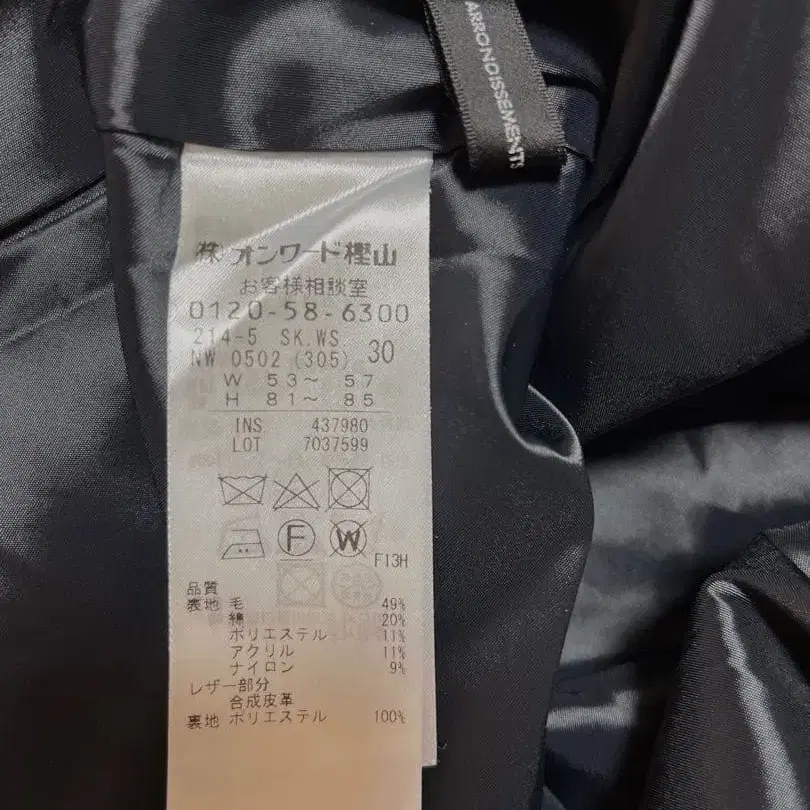 ARRONDISSEMENTS
㈱オンワード樫山
お客様相談室
0120-58-6300
214-5 SK.WS
NW 0502 (305) 30
W 53～ 57
H 81～ 85
INS 437980
LOT 7037599
F
W
F13H
品質
表地 毛 49%
綿 20%
ポリエステル 11%
アクリル 11%
ナイロン 9%
レザー部分
合成皮革
裏地 ポリエステル 100%